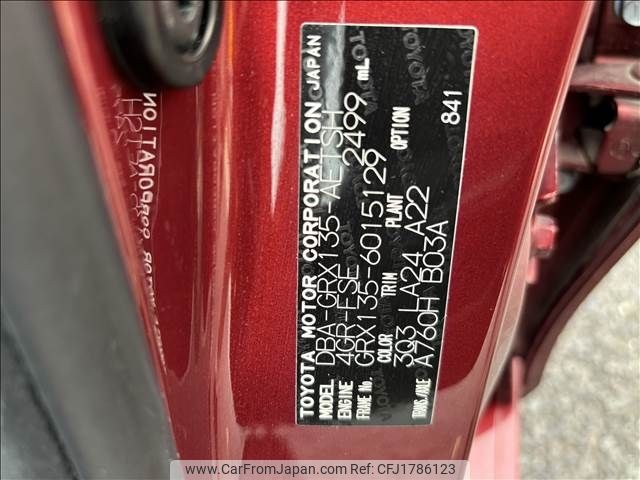 TOYOTA MOTOR CORPORATION JAPAN
MODEL DBA-GRX135-AETSH
ENGINE 4GR-FSE 2499 mL
FRAME No. GRX135-6015129
COLOR TRIM PLANT OPTION
3Q3 LA24 A22 841
TRANS./AXLE A760H B03A
www.CarFromJapan.com | REF ID:CFJ1786123